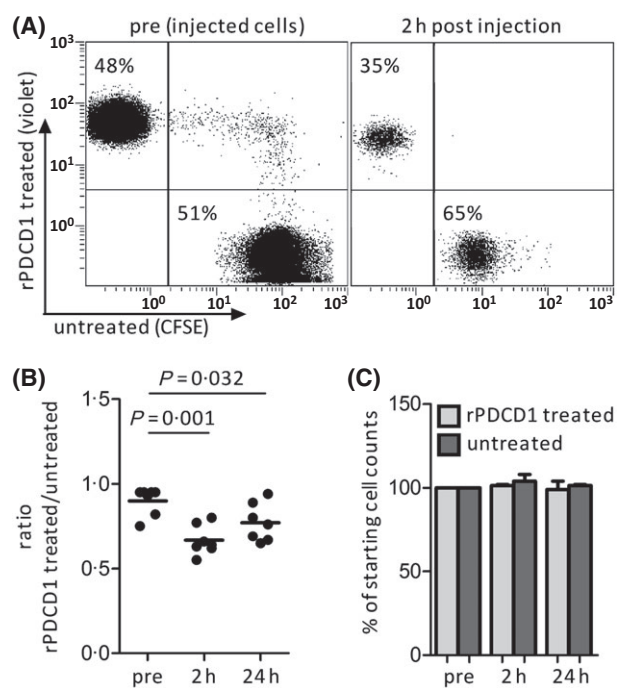 (A)
pre (injected cells)
2 h post injection
rPDCD1 treated (violet)
10³
10²
10¹
10⁰
48%
51%
35%
65%
10⁰ 10¹ 10² 10³
10⁰ 10¹ 10² 10³
untreated (CFSE)
(B)
ratio
rPDCD1 treated/untreated
1·5
1·0
0·5
0·0
P = 0·032
P = 0·001
pre 2 h 24 h
(C)
% of starting cell counts
150
100
50
0
rPDCD1 treated
untreated
pre 2 h 24 h